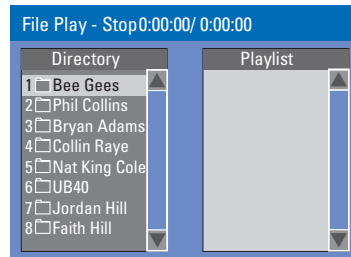 File Play - Stop0:00:00/ 0:00:00
Directory
1 Bee Gees
2 Phil Collins
3 Bryan Adams
4 Collin Raye
5 Nat King Cole
6 UB40
7 Jordan Hill
8 Faith Hill
Playlist